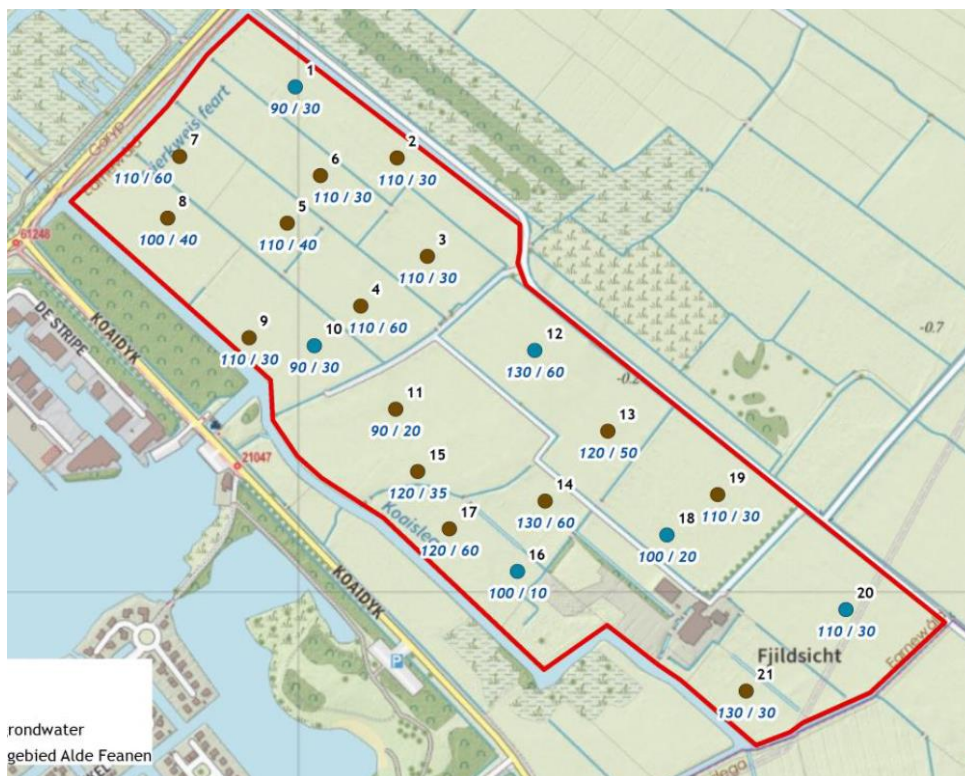 1
90 / 30
2
110 / 30
7
110 / 60
6
110 / 30
8
100 / 40
5
110 / 40
3
110 / 30
4
110 / 60
9
110 / 30
10
90 / 30
12
130 / 60
11
90 / 20
13
120 / 50
15
120 / 35
14
130 / 60
19
110 / 30
17
120 / 60
18
100 / 20
16
100 / 10
20
110 / 30
21
130 / 30
Garyp
61248
DE STRIPE
KOAIDYK
21047
KOAIDYK
-0.7
-0.2
P
Fjildsicht
rondwater
gebied Alde Feanen